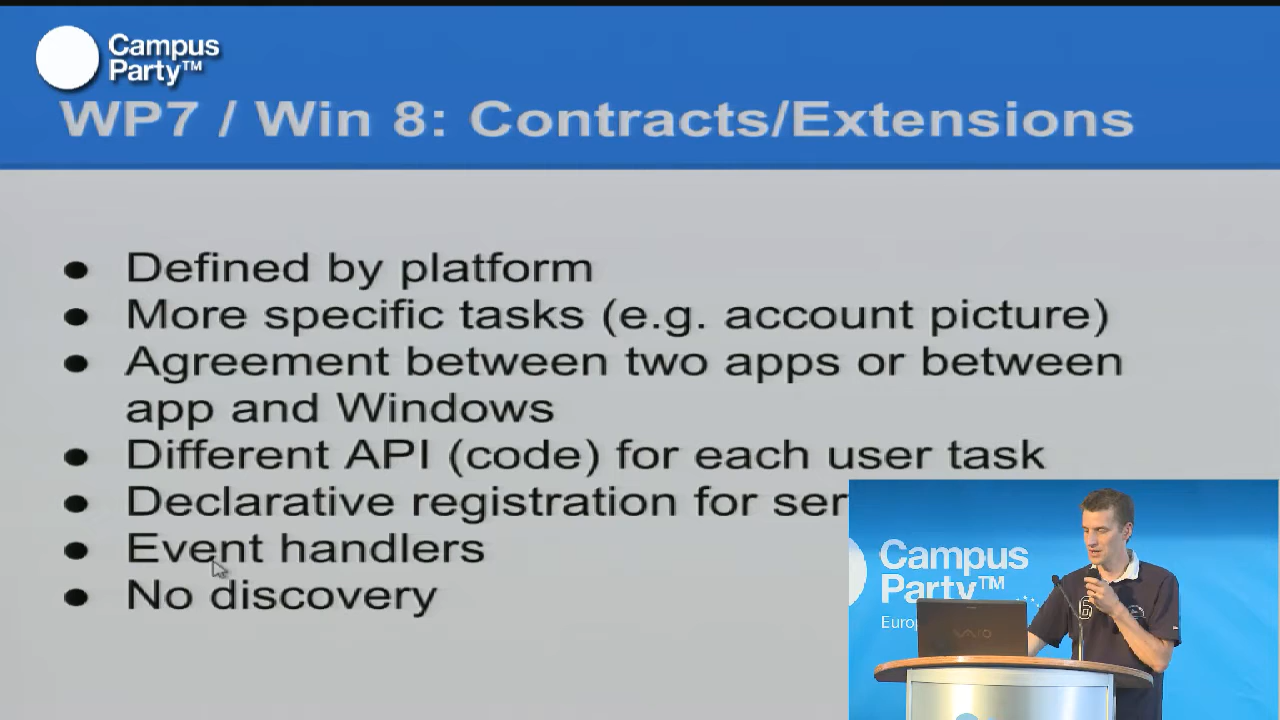 Campus
Party™
WP7 / Win 8: Contracts/Extensions
● Defined by platform
● More specific tasks (e.g. account picture)
● Agreement between two apps or between
app and Windows
● Different API (code) for each user task
● Declarative registration for ser
● Event handlers
● No discovery
Campus
Party™
Europ
VAIO
6